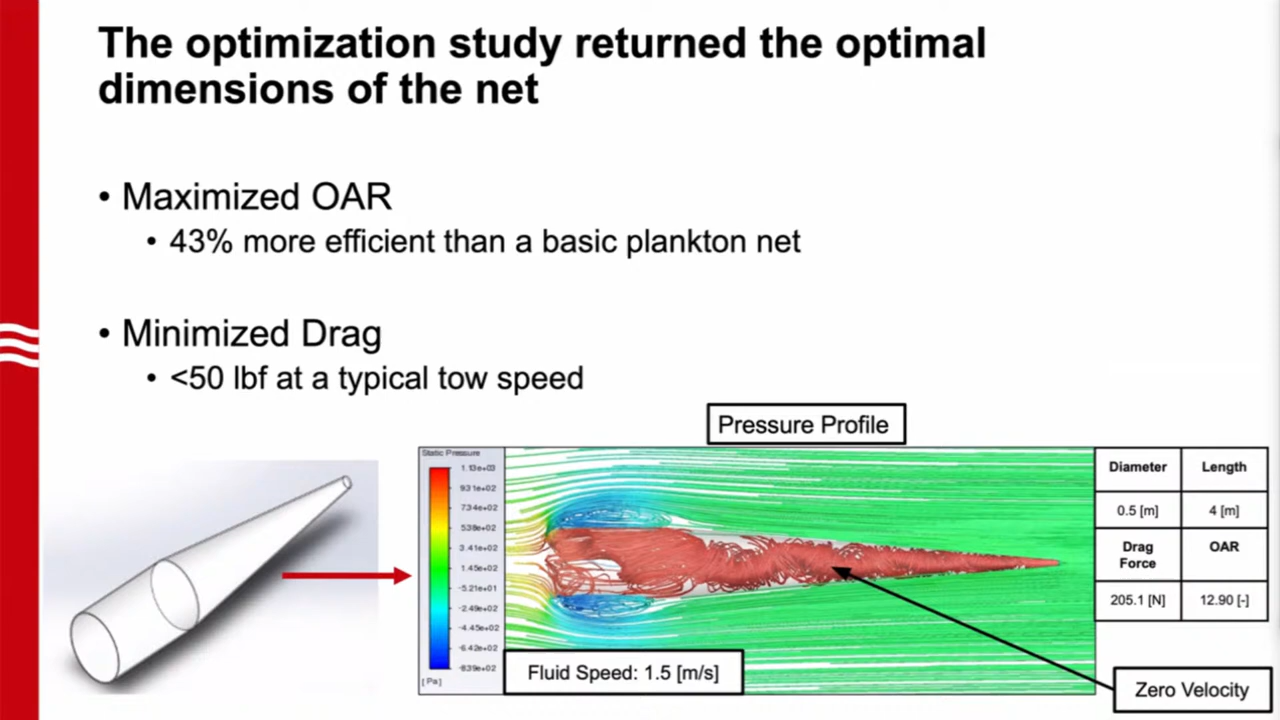 The optimization study returned the optimal
dimensions of the net
• Maximized OAR
• 43% more efficient than a basic plankton net
• Minimized Drag
• <50 lbf at a typical tow speed
Pressure Profile
Static Pressure
1.13e+03
9.31e+02
7.34e+02
5.38e+02
3.41e+02
1.45e+02
-5.21e+01
-2.49e+02
-4.45e+02
-6.42e+02
-8.39e+02
[ Pa ]
Fluid Speed: 1.5 [m/s]
Diameter Length
0.5 [m] 4 [m]
Drag OAR
Force
205.1 [N] 12.90 [-]
Zero Velocity